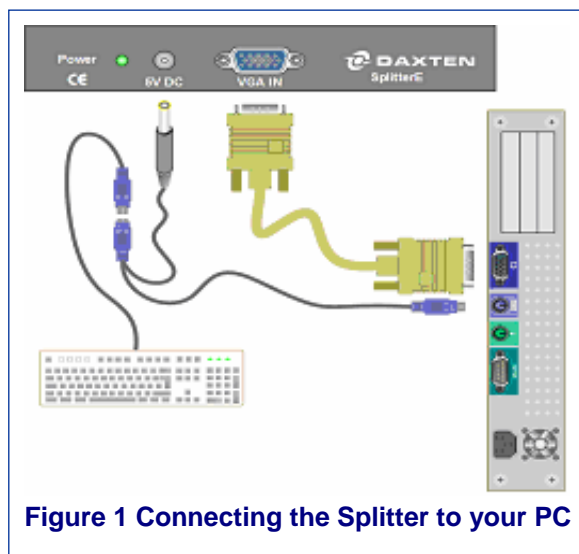 Power
CE
6V DC
VGA IN
DAXTEN
SplitterE
Figure 1 Connecting the Splitter to your PC